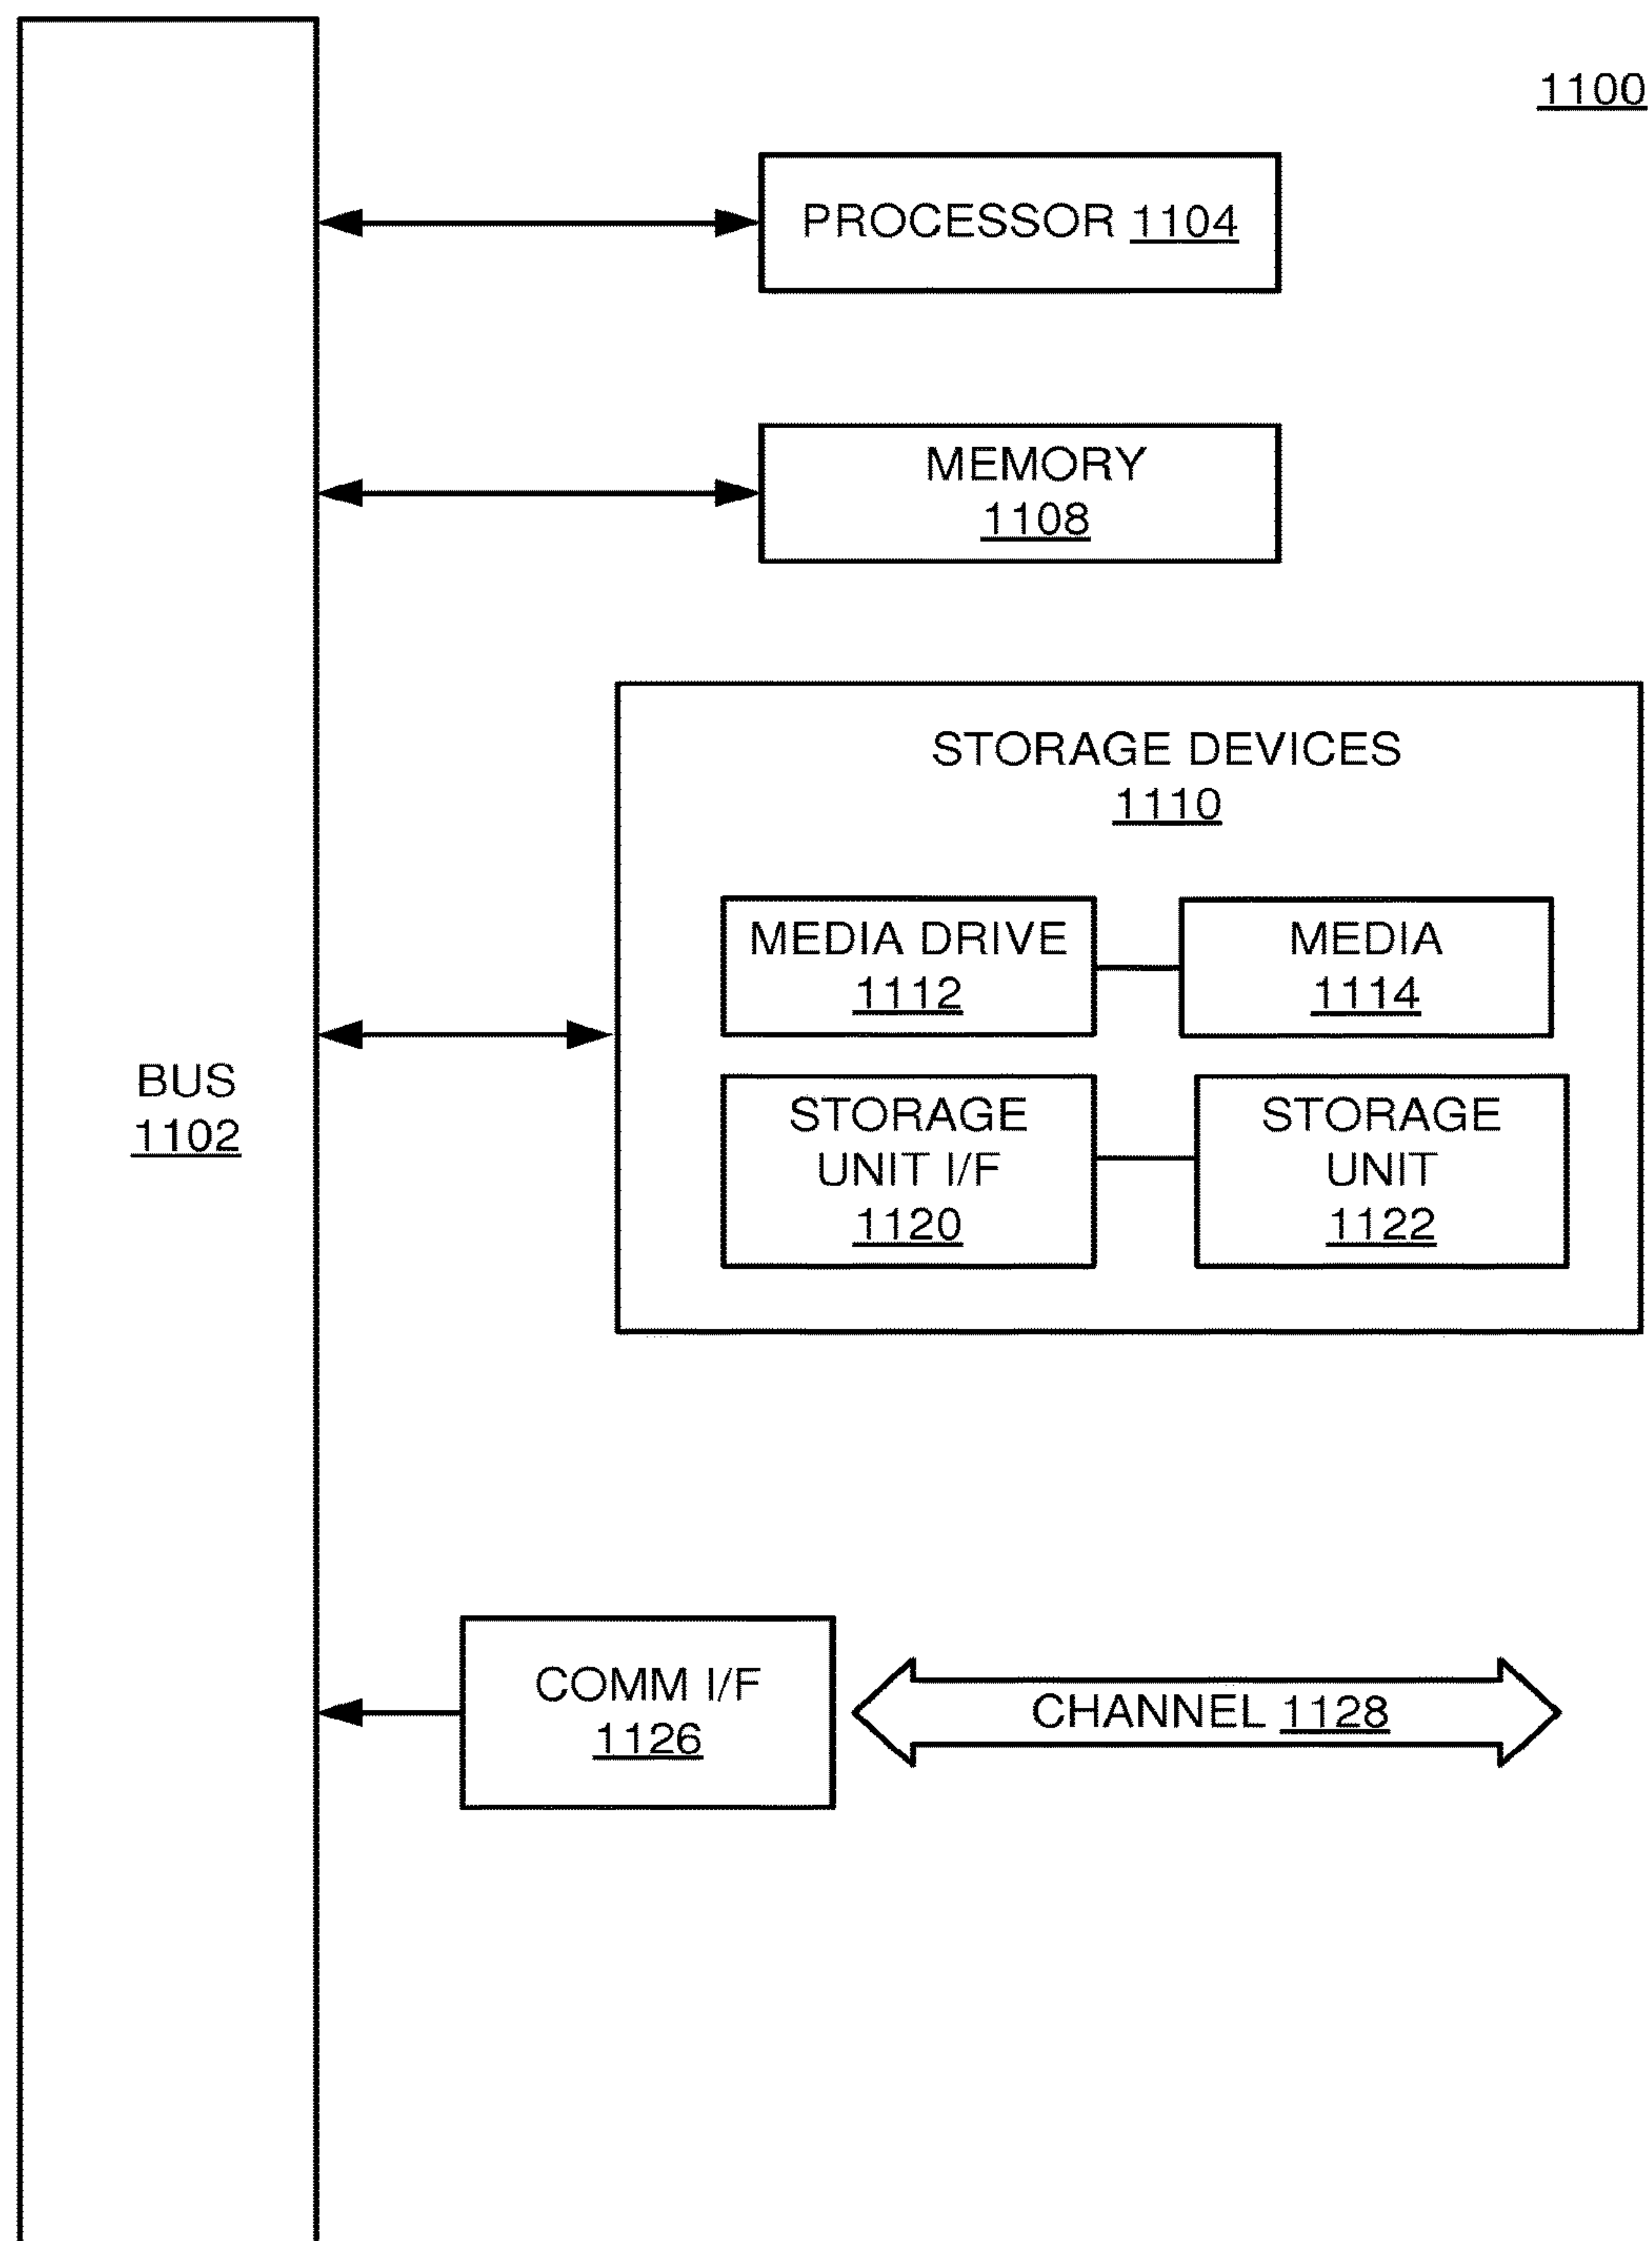 1100
PROCESSOR 1104
MEMORY
1108
STORAGE DEVICES
1110
MEDIA DRIVE
1112
MEDIA
1114
BUS
1102
STORAGE
UNIT I/F
1120
STORAGE
UNIT
1122
COMM I/F
1126
CHANNEL 1128